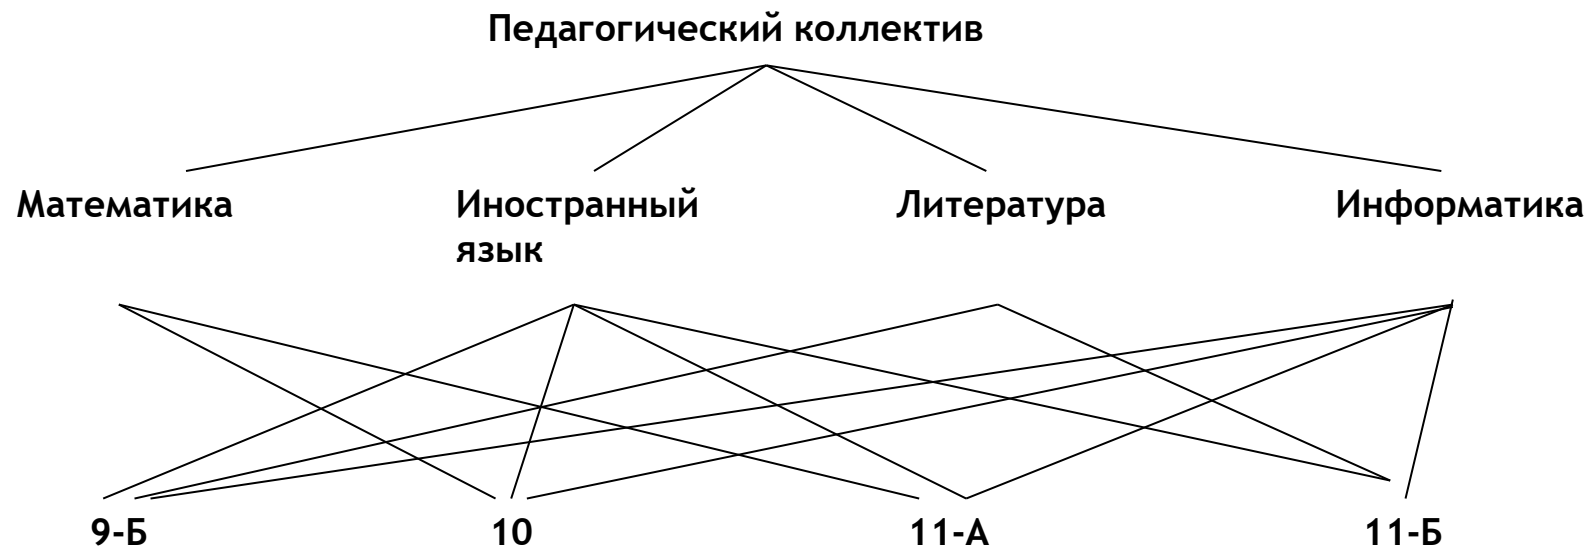 Педагогический коллектив
Математика
Иностранный
язык
Литература
Информатика
9-Б
10
11-А
11-Б